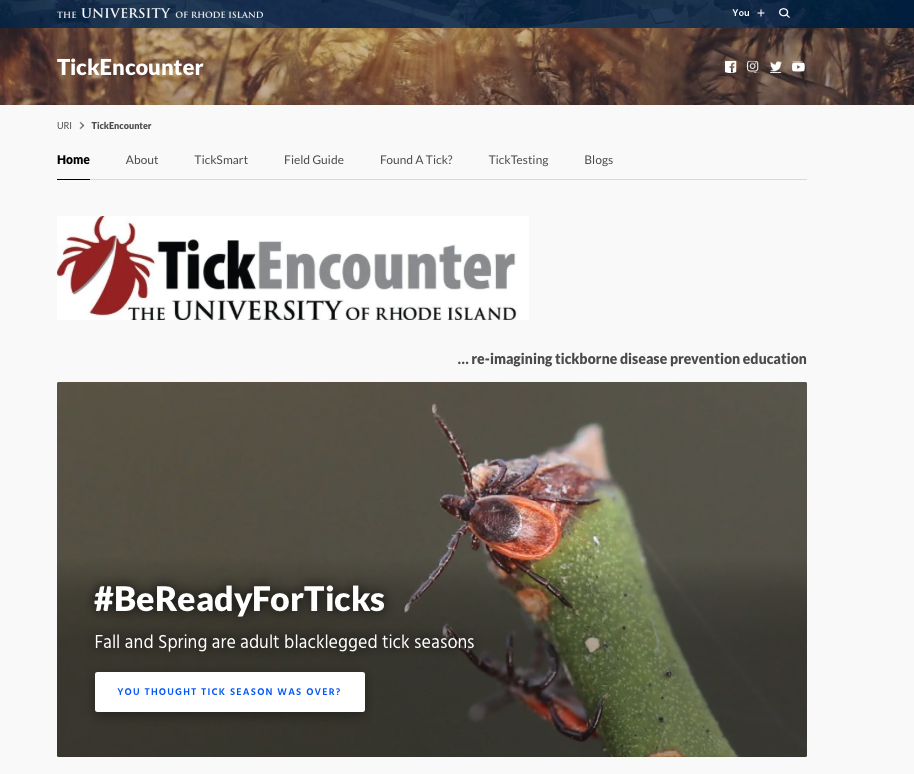 THE UNIVERSITY OF RHODE ISLAND
You +
TickEncounter
URI > TickEncounter
Home About TickSmart Field Guide Found A Tick? TickTesting Blogs
TickEncounter
THE UNIVERSITY OF RHODE ISLAND
... re-imagining tickborne disease prevention education
#BeReadyForTicks
Fall and Spring are adult blacklegged tick seasons
YOU THOUGHT TICK SEASON WAS OVER?